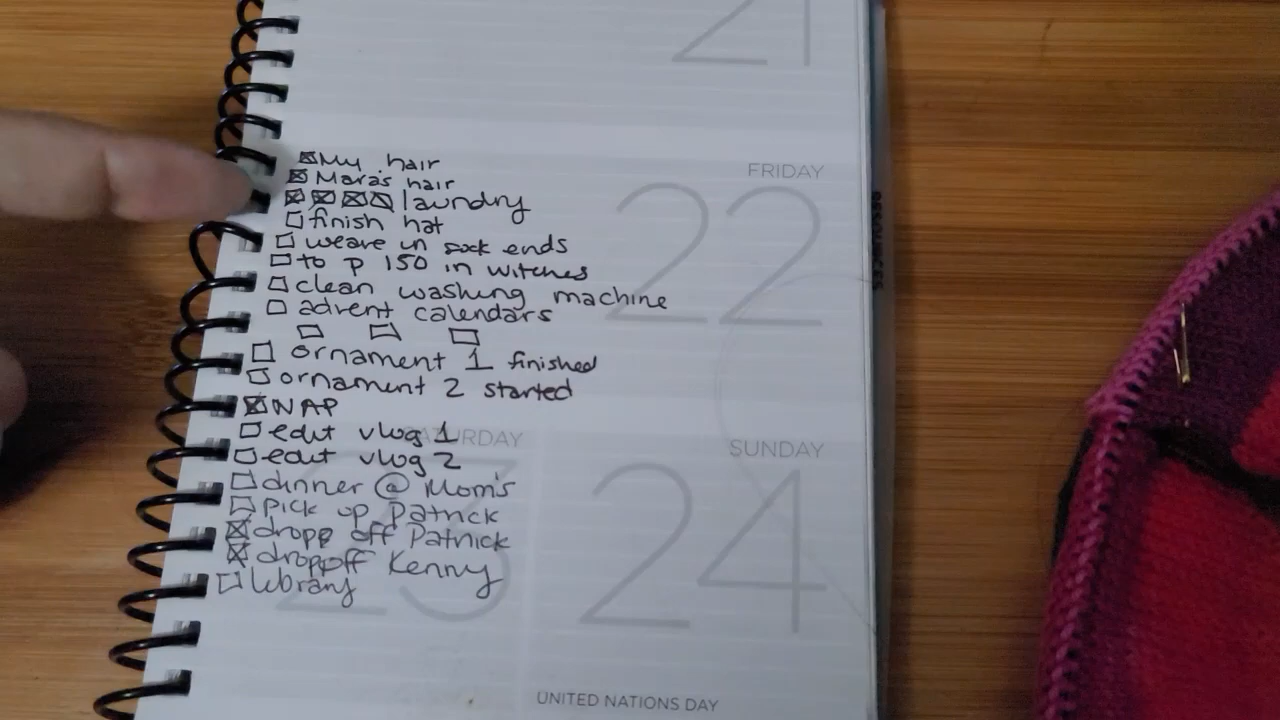 21
FRIDAY
22
My hair
Mara's hair
laundry
finish hat
weave in sock ends
to p 150 in witches
clean washing machine
advent calendars
ornament 1 finished
ornament 2 started
NAP
edit vlog 1
edit vlog 2
dinner @ Mom's
pick up Patrick
dropp off Patrick
dropoff Kenny
library
SATURDAY
23
SUNDAY
24
UNITED NATIONS DAY